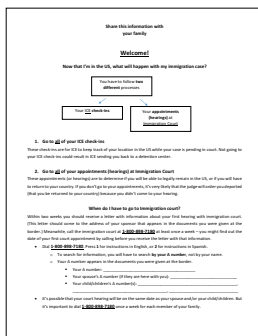 Share this information with
your family
Welcome!
Now that I'm in the US, what will happen with my immigration case?
You have to follow two
different processes
Your ICE check-ins
Your appointments
(hearings) at
Immigration Court
1. Go to all of your ICE check-ins
These check-ins are for ICE to keep track of your location in the US while your case is pending in court. Not going to
your ICE check-ins could result in ICE sending you back to a detention center.
2. Go to all of your appointments (hearings) at Immigration Court
These appointments (or hearings) are to determine if you will be able to legally remain in the US, or if you will have
to return to your country. If you don't go to your appointments, it's very likely that the judge will order you deported
(that you be returned to your country) because you didn't come to your hearing.
When do I have to go to Immigration court?
Within two weeks you should receive a letter with information about your first hearing with immigration court.
(This letter should come to the address of your sponsor that appears in the documents you were given at the
border.) Meanwhile, call the immigration court at 1-800-898-7180 at least once a week – you might find out the
date of your first court appointment by calling before you receive the letter with that information.
• Dial 1-800-898-7180. Press 1 for instructions in English, or 2 for instructions in Spanish.
o To search for information, you will have to search by your A number, not by your name.
o Your A number appears in the documents you were given at the border.
▪ Your A number:
▪ Your spouse's A number (if they are here with you):
▪ Your child/children's A number(s):
• It's possible that your court hearing will be on the same date as your spouse and/or your child/children. But
it's important to dial 1-800-898-7180 once a week for each member of your family.